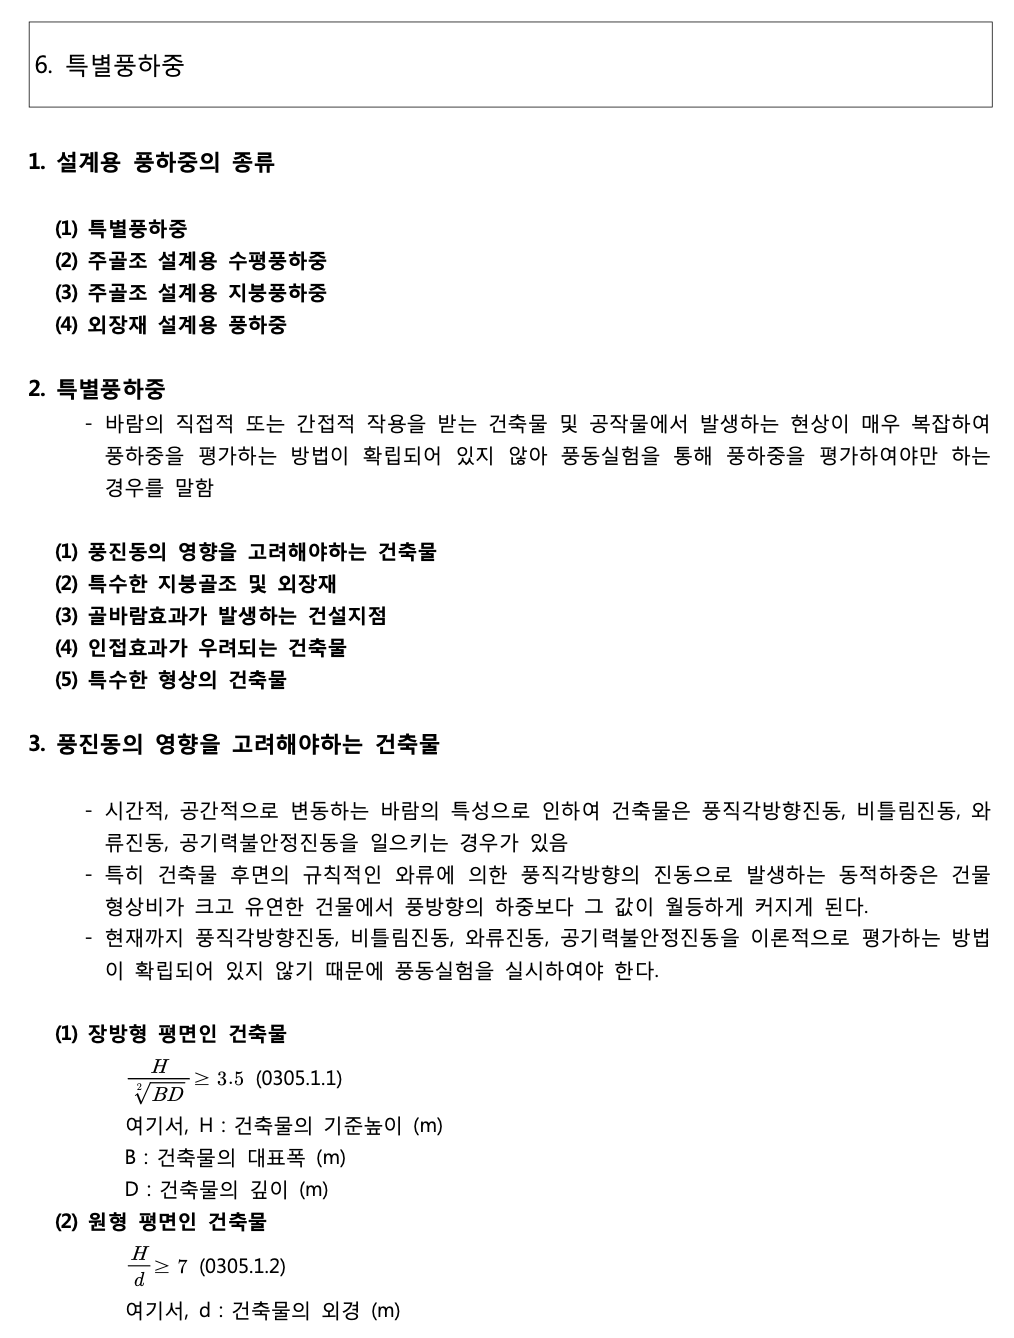 6. 특별풍하중
1. 설계용 풍하중의 종류
(1) 특별풍하중
(2) 주골조 설계용 수평풍하중
(3) 주골조 설계용 지붕풍하중
(4) 외장재 설계용 풍하중
2. 특별풍하중
- 바람의 직접적 또는 간접적 작용을 받는 건축물 및 공작물에서 발생하는 현상이 매우 복잡하여
풍하중을 평가하는 방법이 확립되어 있지 않아 풍동실험을 통해 풍하중을 평가하여야만 하는
경우를 말함
(1) 풍진동의 영향을 고려해야하는 건축물
(2) 특수한 지붕골조 및 외장재
(3) 골바람효과가 발생하는 건설지점
(4) 인접효과가 우려되는 건축물
(5) 특수한 형상의 건축물
3. 풍진동의 영향을 고려해야하는 건축물
- 시간적, 공간적으로 변동하는 바람의 특성으로 인하여 건축물은 풍직각방향진동, 비틀림진동, 와
류진동, 공기력불안정진동을 일으키는 경우가 있음
- 특히 건축물 후면의 규칙적인 와류에 의한 풍직각방향의 진동으로 발생하는 동적하중은 건물
형상비가 크고 유연한 건물에서 풍방향의 하중보다 그 값이 월등하게 커지게 된다.
- 현재까지 풍직각방향진동, 비틀림진동, 와류진동, 공기력불안정진동을 이론적으로 평가하는 방법
이 확립되어 있지 않기 때문에 풍동실험을 실시하여야 한다.
(1) 장방형 평면인 건축물
H / ²√BD ≥ 3.5 (0305.1.1)
여기서, H : 건축물의 기준높이 (m)
B : 건축물의 대표폭 (m)
D : 건축물의 깊이 (m)
(2) 원형 평면인 건축물
H / d ≥ 7 (0305.1.2)
여기서, d : 건축물의 외경 (m)